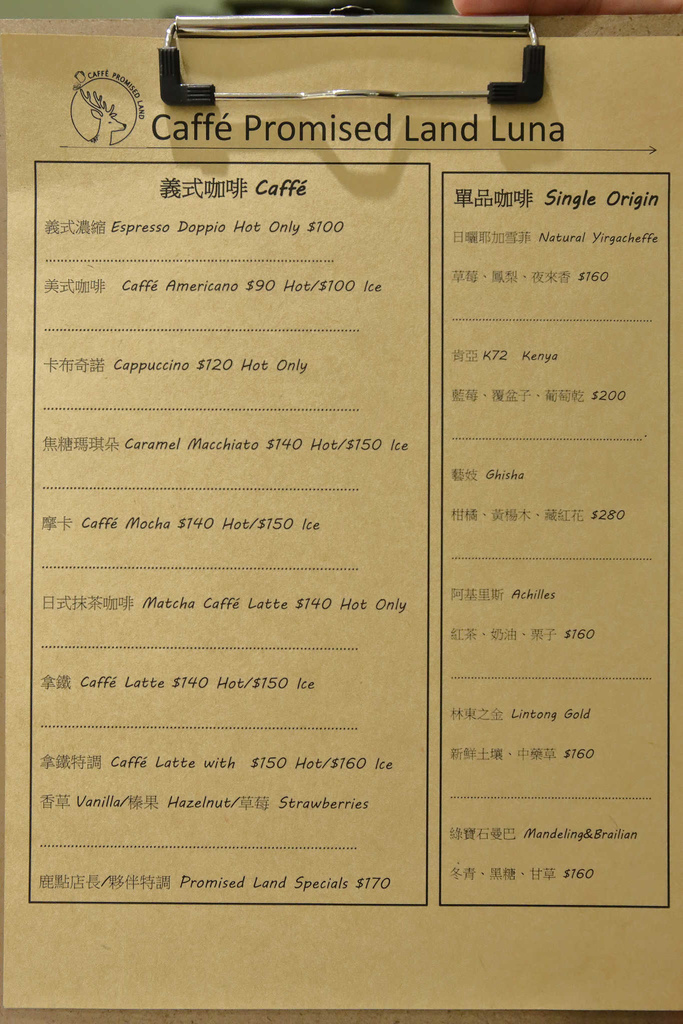 CAFFÉ PROMISED LAND
Caffé Promised Land Luna
義式咖啡 Caffé
義式濃縮 Espresso Doppio Hot Only $100
美式咖啡 Caffé Americano $90 Hot/$100 Ice
卡布奇諾 Cappuccino $120 Hot Only
焦糖瑪琪朵 Caramel Macchiato $140 Hot/$150 Ice
摩卡 Caffé Mocha $140 Hot/$150 Ice
日式抹茶咖啡 Matcha Caffé Latte $140 Hot Only
拿鐵 Caffé Latte $140 Hot/$150 Ice
拿鐵特調 Caffé Latte with $150 Hot/$160 Ice
香草 Vanilla/榛果 Hazelnut/草莓 Strawberries
鹿點店長/夥伴特調 Promised Land Specials $170
單品咖啡 Single Origin
日曬耶加雪菲 Natural Yirgacheffe
草莓、鳳梨、夜來香 $160
肯亞 K72 Kenya
藍莓、覆盆子、葡萄乾 $200
藝妓 Ghisha
柑橘、黃楊木、藏紅花 $280
阿基里斯 Achilles
紅茶、奶油、栗子 $160
林東之金 Lintong Gold
新鮮土壤、中藥草 $160
綠寶石曼巴 Mandeling&Brailian
冬青、黑糖、甘草 $160